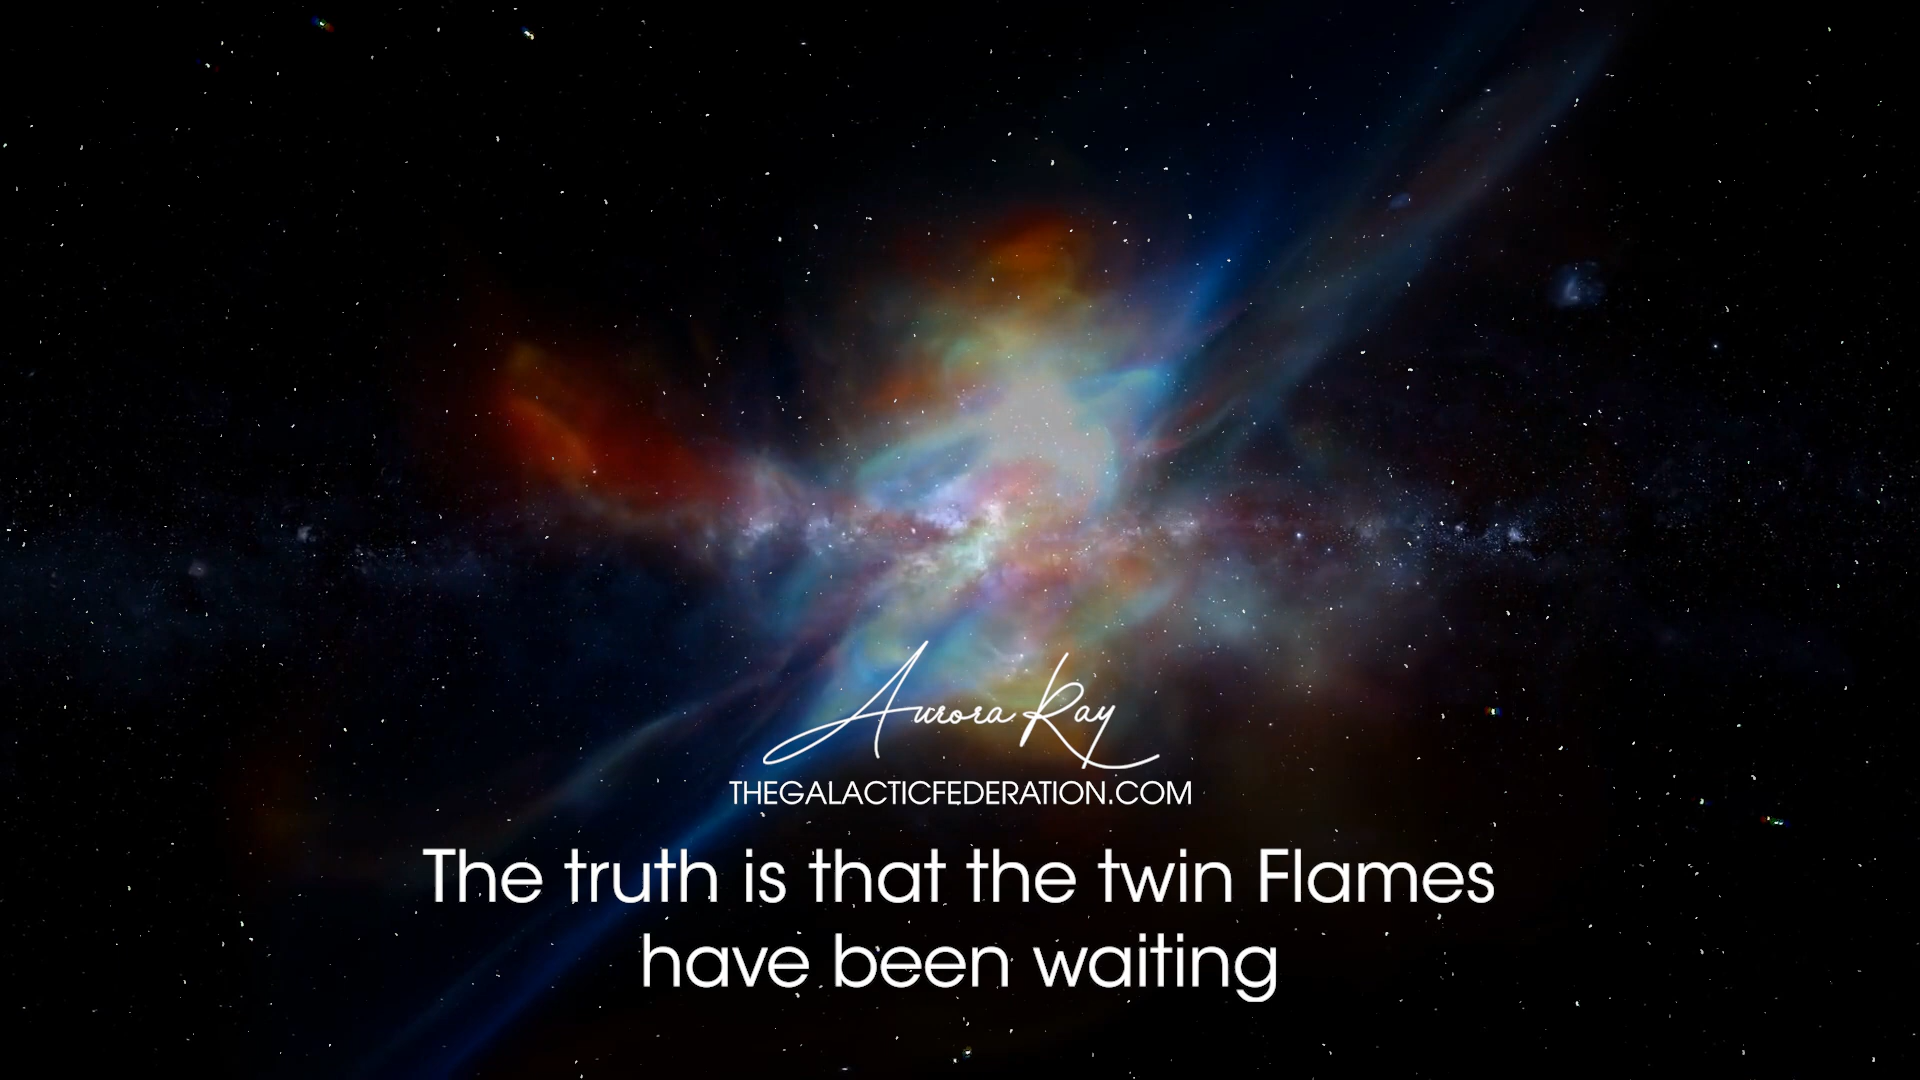 Aurora Ray
THEGALACTICFEDERATION.COM
The truth is that the twin Flames
have been waiting